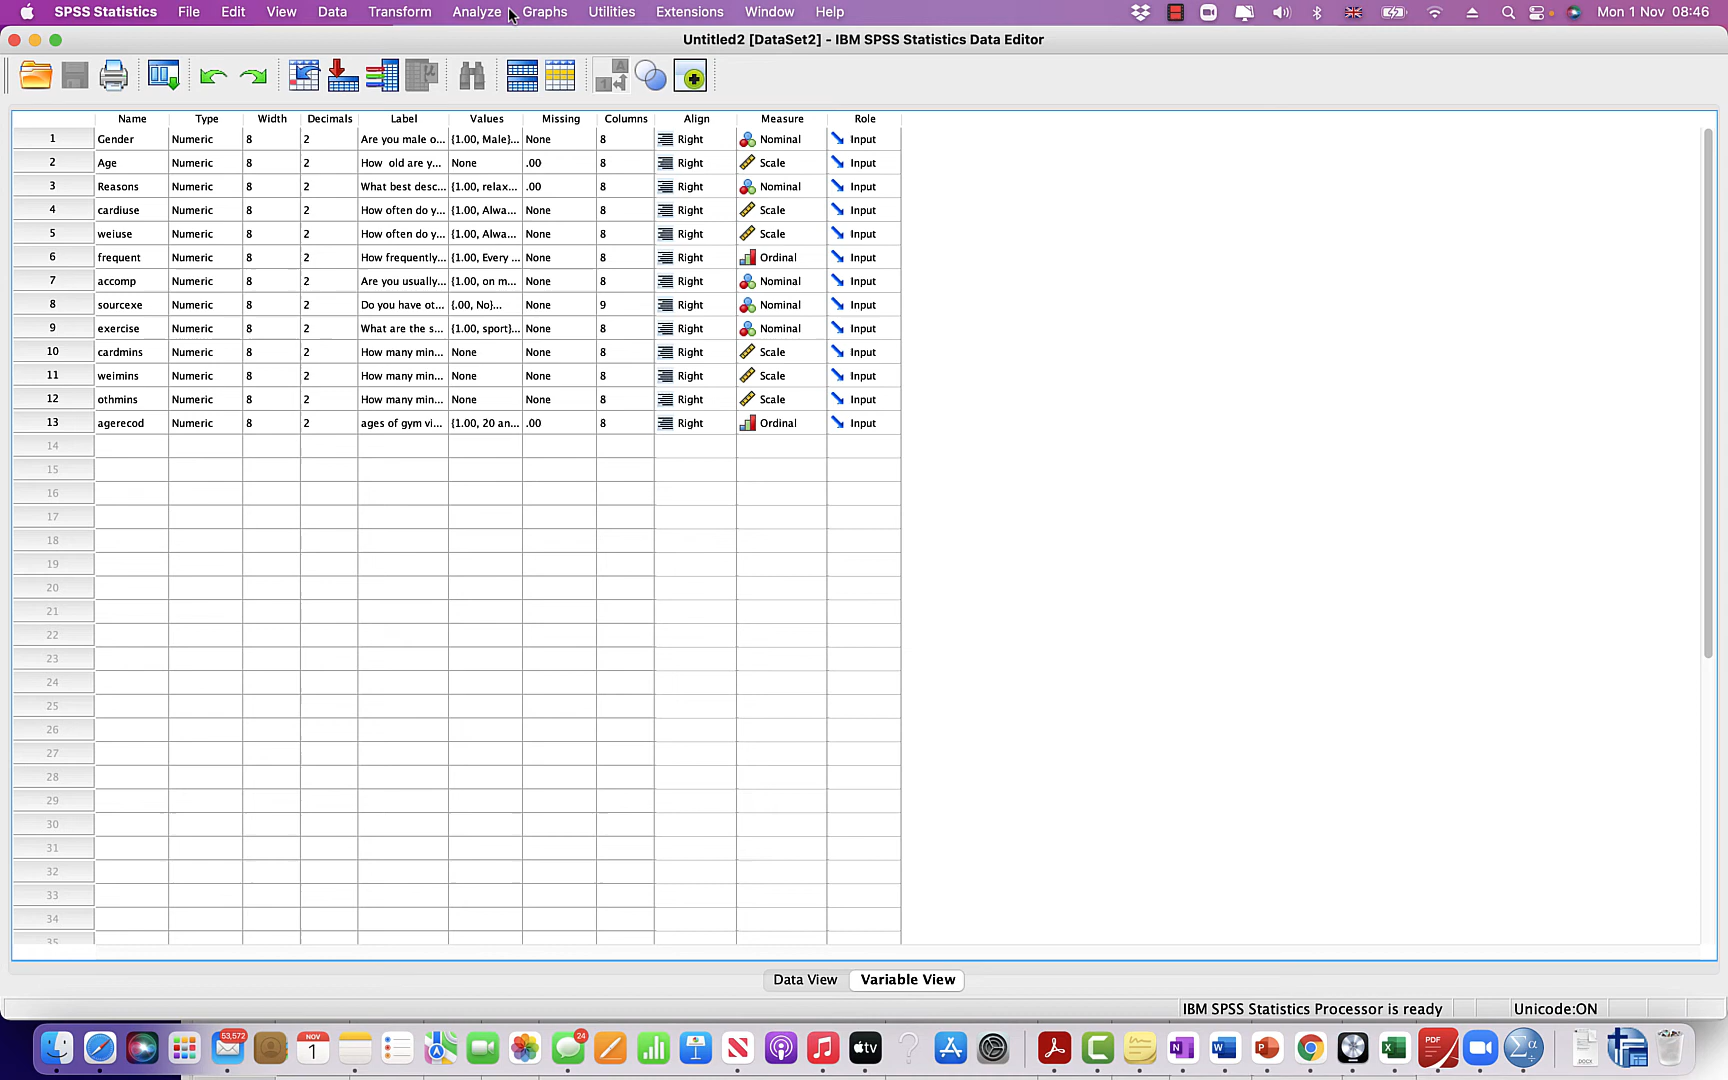 SPSS Statistics File Edit View Data Transform Analyze Graphs Utilities Extensions Window Help Mon 1 Nov 08:46
Untitled2 [DataSet2] - IBM SPSS Statistics Data Editor
Name Type Width Decimals Label Values Missing Columns Align Measure Role
1 Gender Numeric 8 2 Are you male o... {1.00, Male}... None 8 Right Nominal Input
2 Age Numeric 8 2 How old are y... None .00 8 Right Scale Input
3 Reasons Numeric 8 2 What best desc... {1.00, relax... .00 8 Right Nominal Input
4 cardiuse Numeric 8 2 How often do y... {1.00, Alwa... None 8 Right Scale Input
5 weiuse Numeric 8 2 How often do y... {1.00, Alwa... None 8 Right Scale Input
6 frequent Numeric 8 2 How frequently... {1.00, Every ... None 8 Right Ordinal Input
7 accomp Numeric 8 2 Are you usually... {1.00, on m... None 8 Right Nominal Input
8 sourcexe Numeric 8 2 Do you have ot... {.00, No}... None 9 Right Nominal Input
9 exercise Numeric 8 2 What are the s... {1.00, sport}... None 8 Right Nominal Input
10 cardmins Numeric 8 2 How many min... None None 8 Right Scale Input
11 weimins Numeric 8 2 How many min... None None 8 Right Scale Input
12 othmins Numeric 8 2 How many min... None None 8 Right Scale Input
13 agerecod Numeric 8 2 ages of gym vi... {1.00, 20 an... .00 8 Right Ordinal Input
14
15
16
17
18
19
20
21
22
23
24
25
26
27
28
29
30
31
32
33
34
35
Data View Variable View
IBM SPSS Statistics Processor is ready Unicode:ON
53,572
NOV
1
24
tv
PDF
DOCX